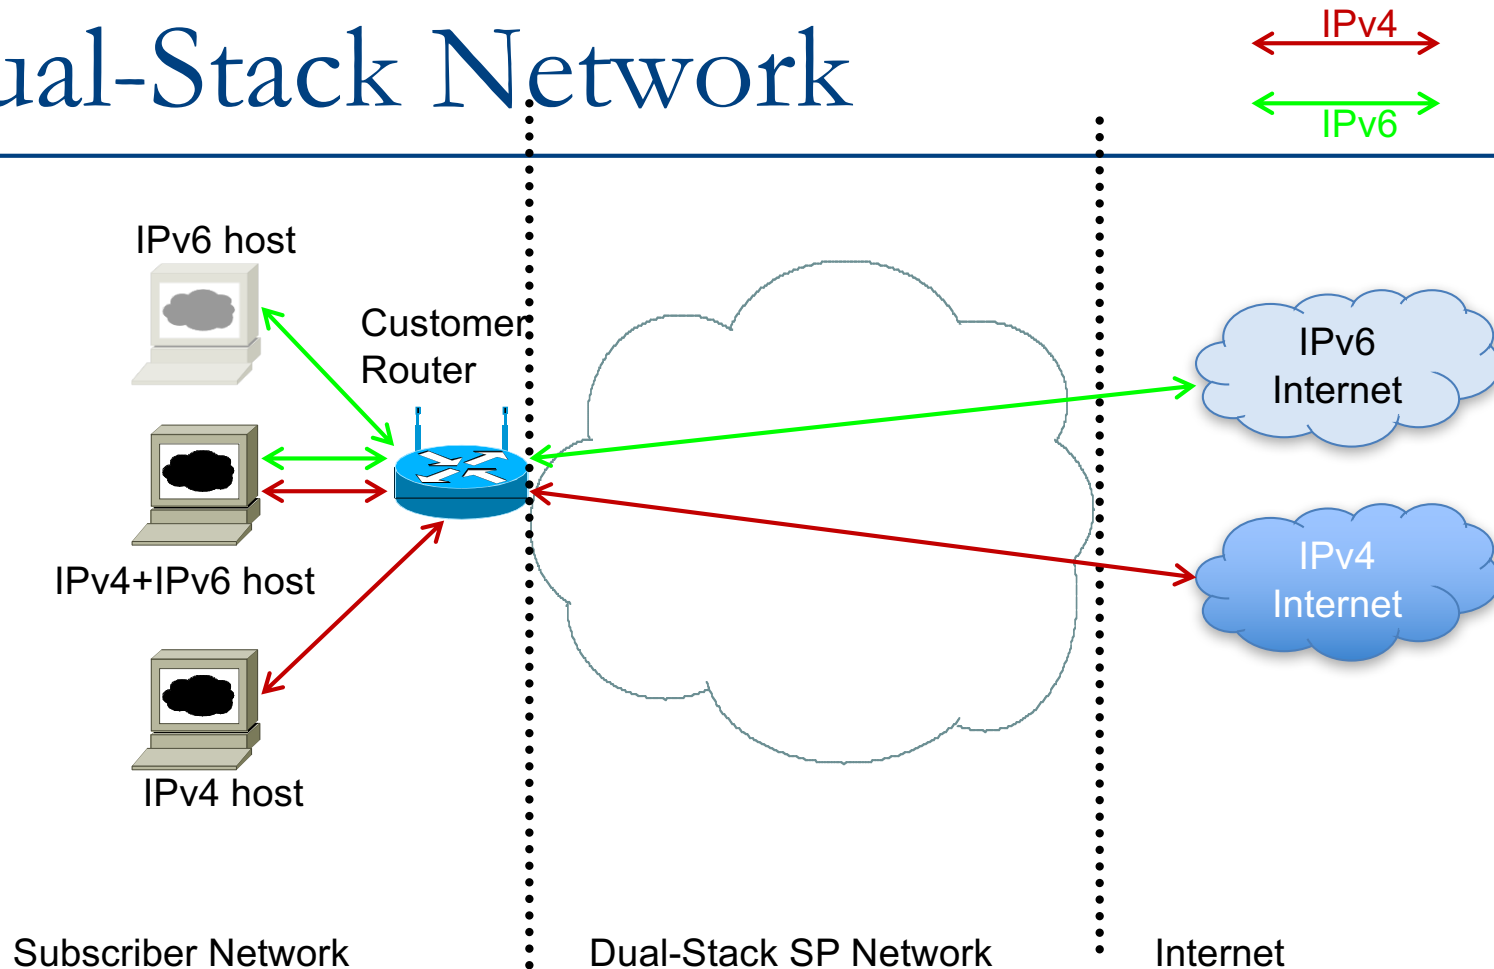 ual-Stack Network
IPv4
IPv6
IPv6 host
Customer
Router
IPv4+IPv6 host
IPv4 host
IPv6
Internet
IPv4
Internet
Subscriber Network
Dual-Stack SP Network
Internet